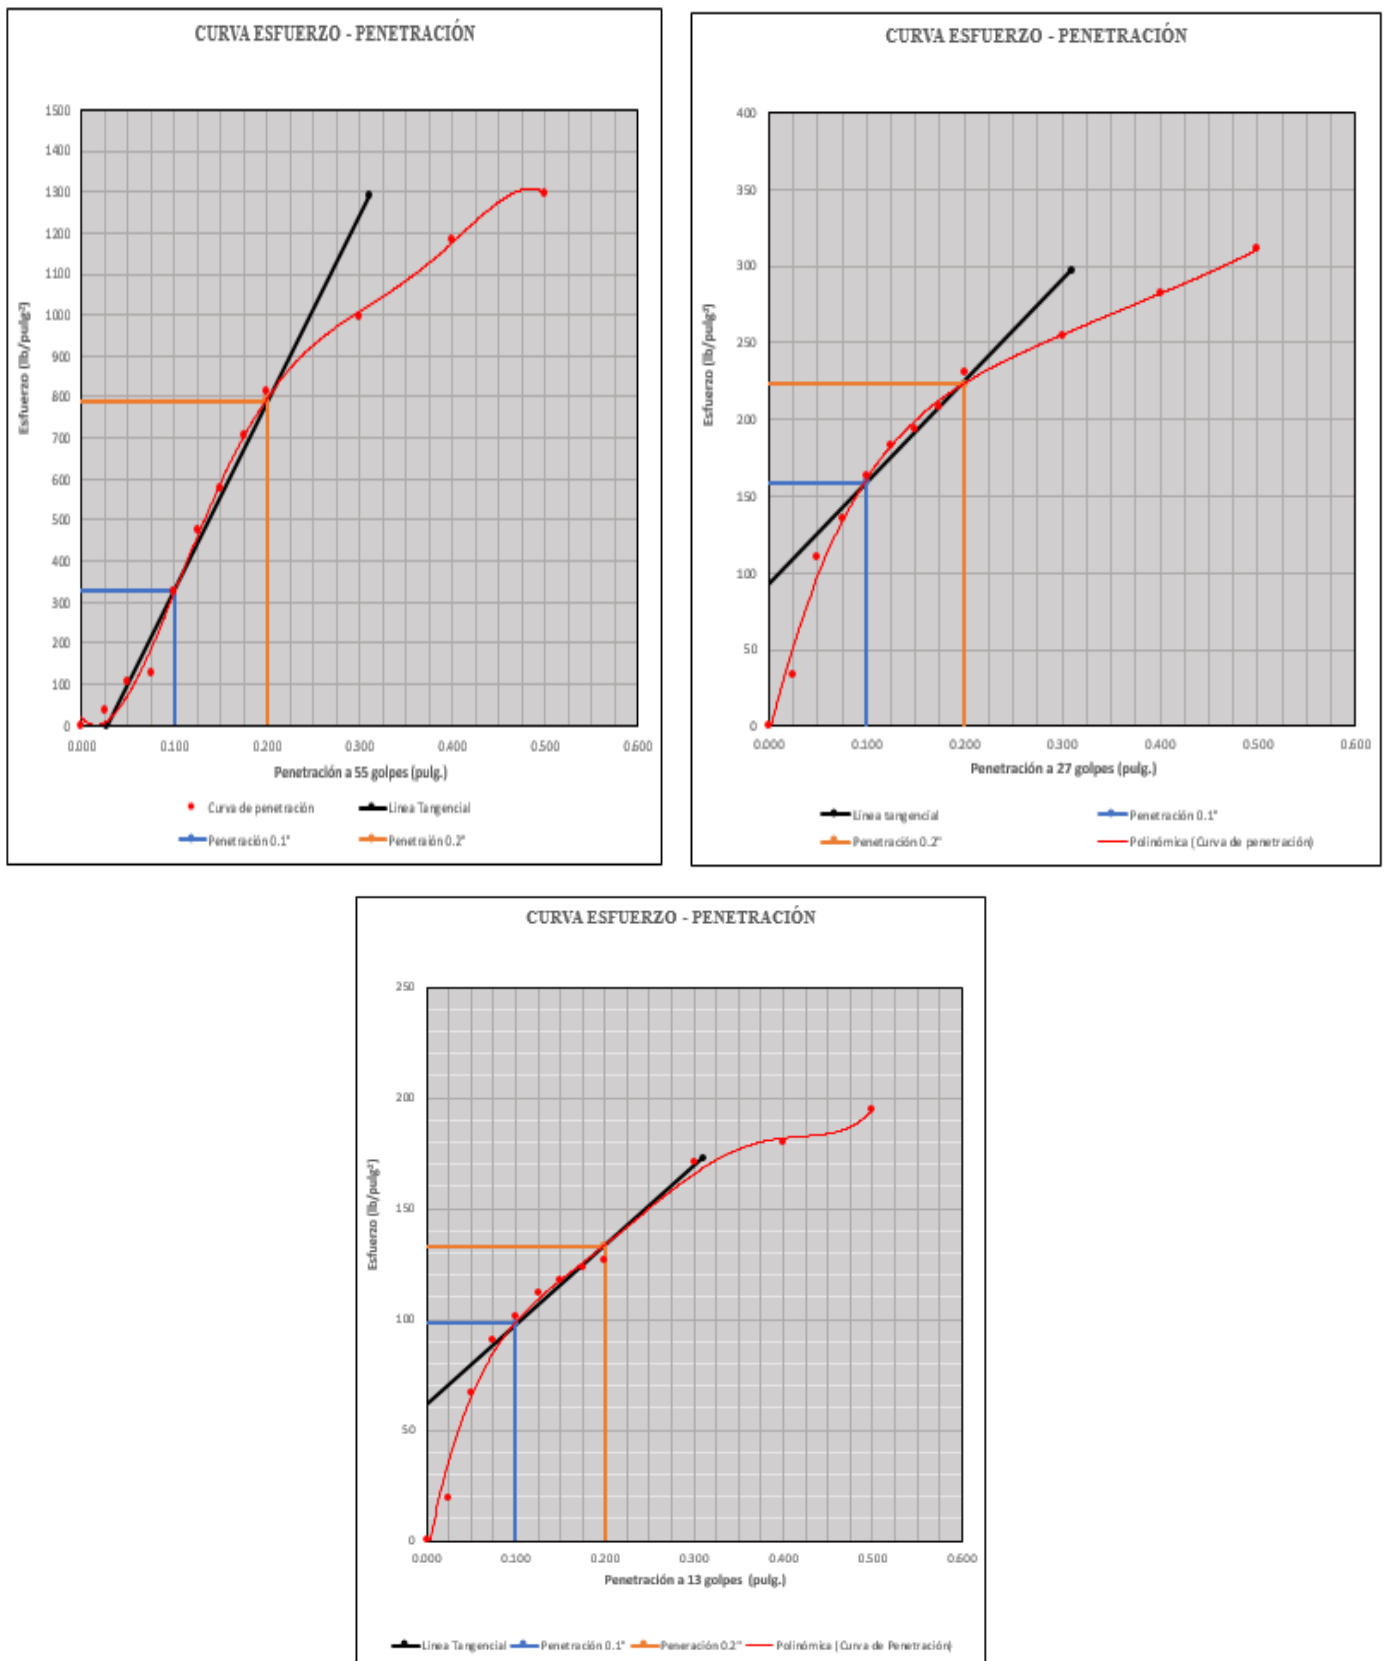 CURVA ESFUERZO - PENETRACIÓN
1500
1400
1300
1200
1100
1000
900
800
700
600
500
400
300
200
100
0
Esfuerzo (lb/pulg²)
0.000 0.100 0.200 0.300 0.400 0.500 0.600
Penetración a 55 golpes (pulg.)
Curva de penetración Linea Tangencial
Penetración 0.1" Penetraión 0.2"
CURVA ESFUERZO - PENETRACIÓN
400
350
300
250
200
150
100
50
0
Esfuerzo (lb/pulg²)
0.000 0.100 0.200 0.300 0.400 0.500 0.600
Penetración a 27 golpes (pulg.)
Linea tangencial Penetración 0.1"
Penetración 0.2" Polinómica (Curva de penetración)
CURVA ESFUERZO - PENETRACIÓN
250
200
150
100
50
0
Esfuerzo (lb/pulg²)
0.000 0.100 0.200 0.300 0.400 0.500 0.600
Penetración a 13 golpes (pulg.)
Linea Tangencial Penetración 0.1" Peneración 0.2" Polinómica (Curva de Penetración)